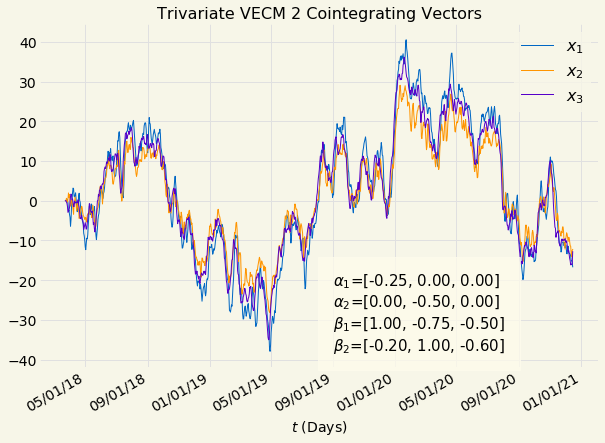 Trivariate VECM 2 Cointegrating Vectors
40
30
20
10
0
−10
−20
−30
−40
x₁
x₂
x₃
α₁=[-0.25, 0.00, 0.00]
α₂=[0.00, -0.50, 0.00]
β₁=[1.00, -0.75, -0.50]
β₂=[-0.20, 1.00, -0.60]
05/01/18
09/01/18
01/01/19
05/01/19
09/01/19
01/01/20
05/01/20
09/01/20
01/01/21
t (Days)